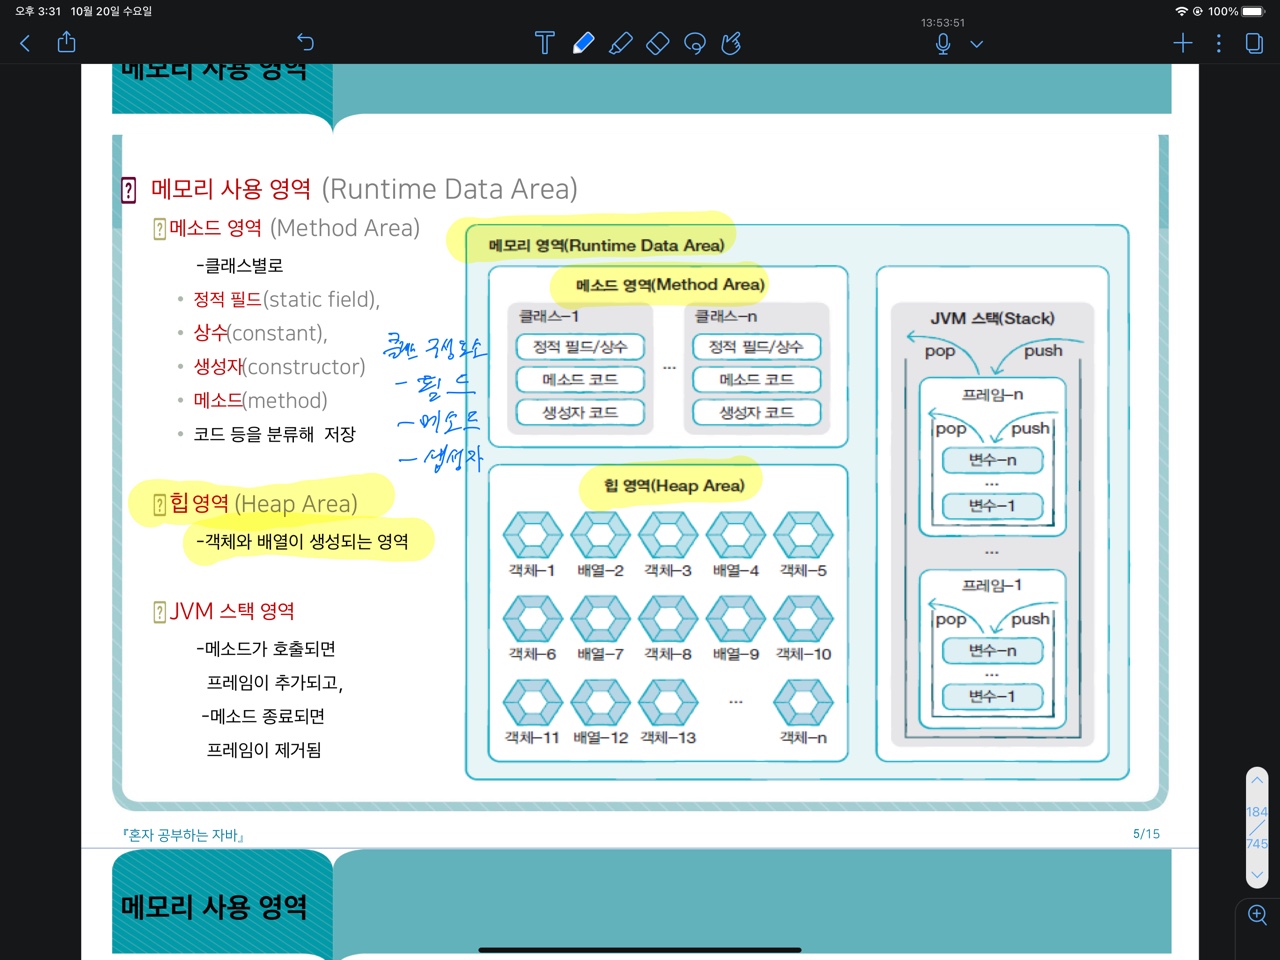 오후 3:31 10월 20일 수요일
100%
13:53:51
메모리 사용 영역
메모리 사용 영역 (Runtime Data Area)
메소드 영역 (Method Area)
-클래스별로
• 정적 필드(static field),
• 상수(constant),
• 생성자(constructor)
• 메소드(method)
• 코드 등을 분류해 저장
클래스 구성요소
- 필드
- 메소드
- 생성자
힙 영역 (Heap Area)
-객체와 배열이 생성되는 영역
JVM 스택 영역
-메소드가 호출되면
프레임이 추가되고,
-메소드 종료되면
프레임이 제거됨
메모리 영역(Runtime Data Area)
메소드 영역(Method Area)
클래스-1
정적 필드/상수
메소드 코드
생성자 코드
...
클래스-n
정적 필드/상수
메소드 코드
생성자 코드
힙 영역(Heap Area)
객체-1 배열-2 객체-3 배열-4 객체-5
객체-6 배열-7 객체-8 배열-9 객체-10
객체-11 배열-12 객체-13 ... 객체-n
JVM 스택(Stack)
pop push
프레임-n
pop push
변수-n
...
변수-1
...
프레임-1
pop push
변수-n
...
변수-1
『혼자 공부하는 자바』
5/15
184
745
메모리 사용 영역